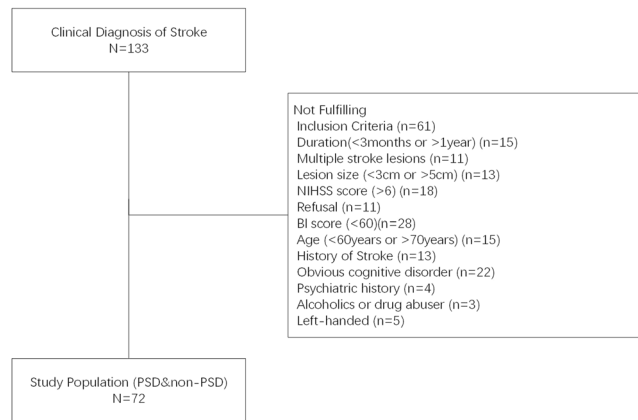 Clinical Diagnosis of Stroke
N=133
Not Fulfilling
Inclusion Criteria (n=61)
Duration(<3months or >1year) (n=15)
Multiple stroke lesions (n=11)
Lesion size (<3cm or >5cm) (n=13)
NIHSS score (>6) (n=18)
Refusal (n=11)
BI score (<60)(n=28)
Age (<60years or >70years) (n=15)
History of Stroke (n=13)
Obvious cognitive disorder (n=22)
Psychiatric history (n=4)
Alcoholics or drug abuser (n=3)
Left-handed (n=5)
Study Population (PSD&non-PSD)
N=72